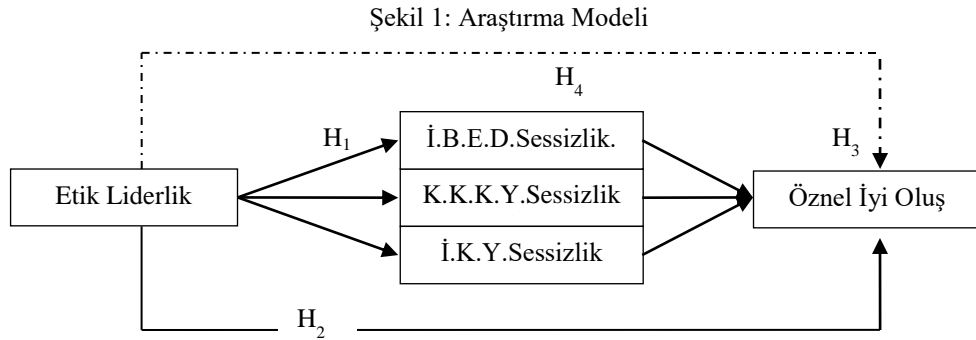 Şekil 1: Araştırma Modeli
H4
H1
İ.B.E.D.Sessizlik.
H3
Etik Liderlik
K.K.K.Y.Sessizlik
Öznel İyi Oluş
İ.K.Y.Sessizlik
H2